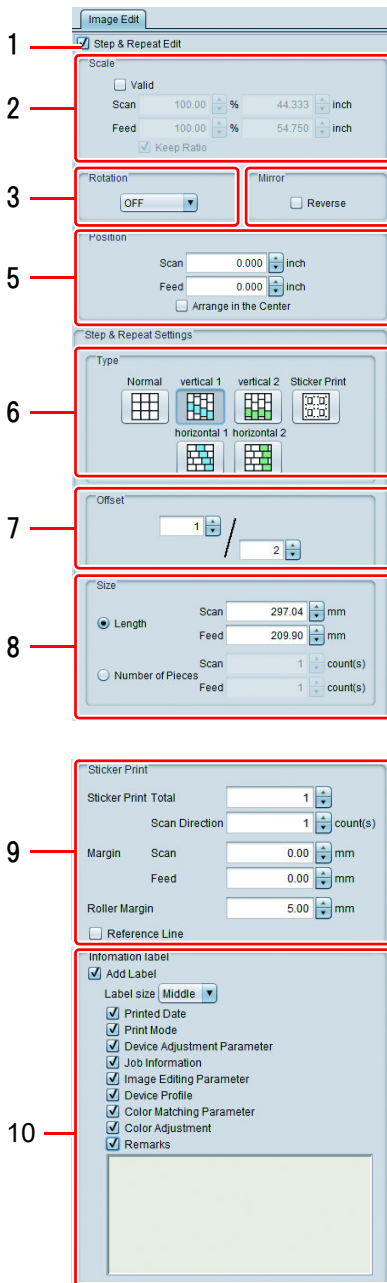 Image Edit
1
Step & Repeat Edit
2
Scale
Valid
Scan 100.00 % 44.333 inch
Feed 100.00 % 54.750 inch
Keep Ratio
3
Rotation Mirror
OFF Reverse
5
Position
Scan 0.000 inch
Feed 0.000 inch
Arrange in the Center
Step & Repeat Settings
6
Type
Normal vertical 1 vertical 2 Sticker Print
horizontal 1 horizontal 2
7
Offset
1 / 2
8
Size
Length Scan 297.04 mm
Feed 209.90 mm
Number of Pieces Scan 1 count(s)
Feed 1 count(s)
9
Sticker Print
Sticker Print Total 1
Scan Direction 1 count(s)
Margin Scan 0.00 mm
Feed 0.00 mm
Roller Margin 5.00 mm
Reference Line
10
Infomation label
Add Label
Label size Middle
Printed Date
Print Mode
Device Adjustment Parameter
Job Information
Image Editing Parameter
Device Profile
Color Matching Parameter
Color Adjustment
Remarks